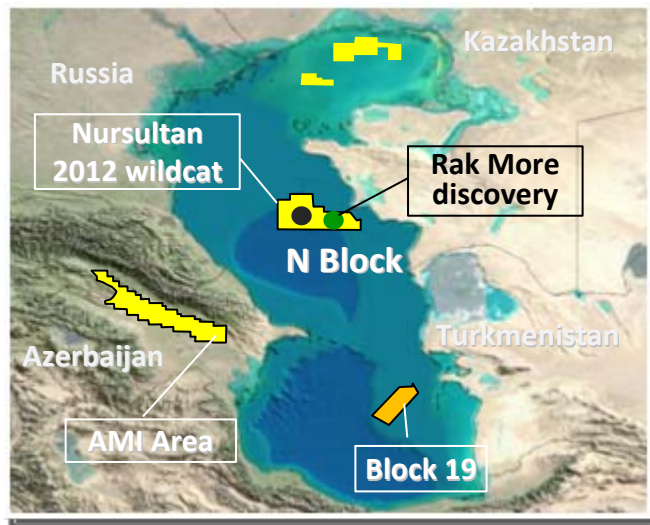 Kazakhstan
Russia
Nursultan
2012 wildcat
Rak More
discovery
N Block
Turkmenistan
Azerbaijan
AMI Area
Block 19